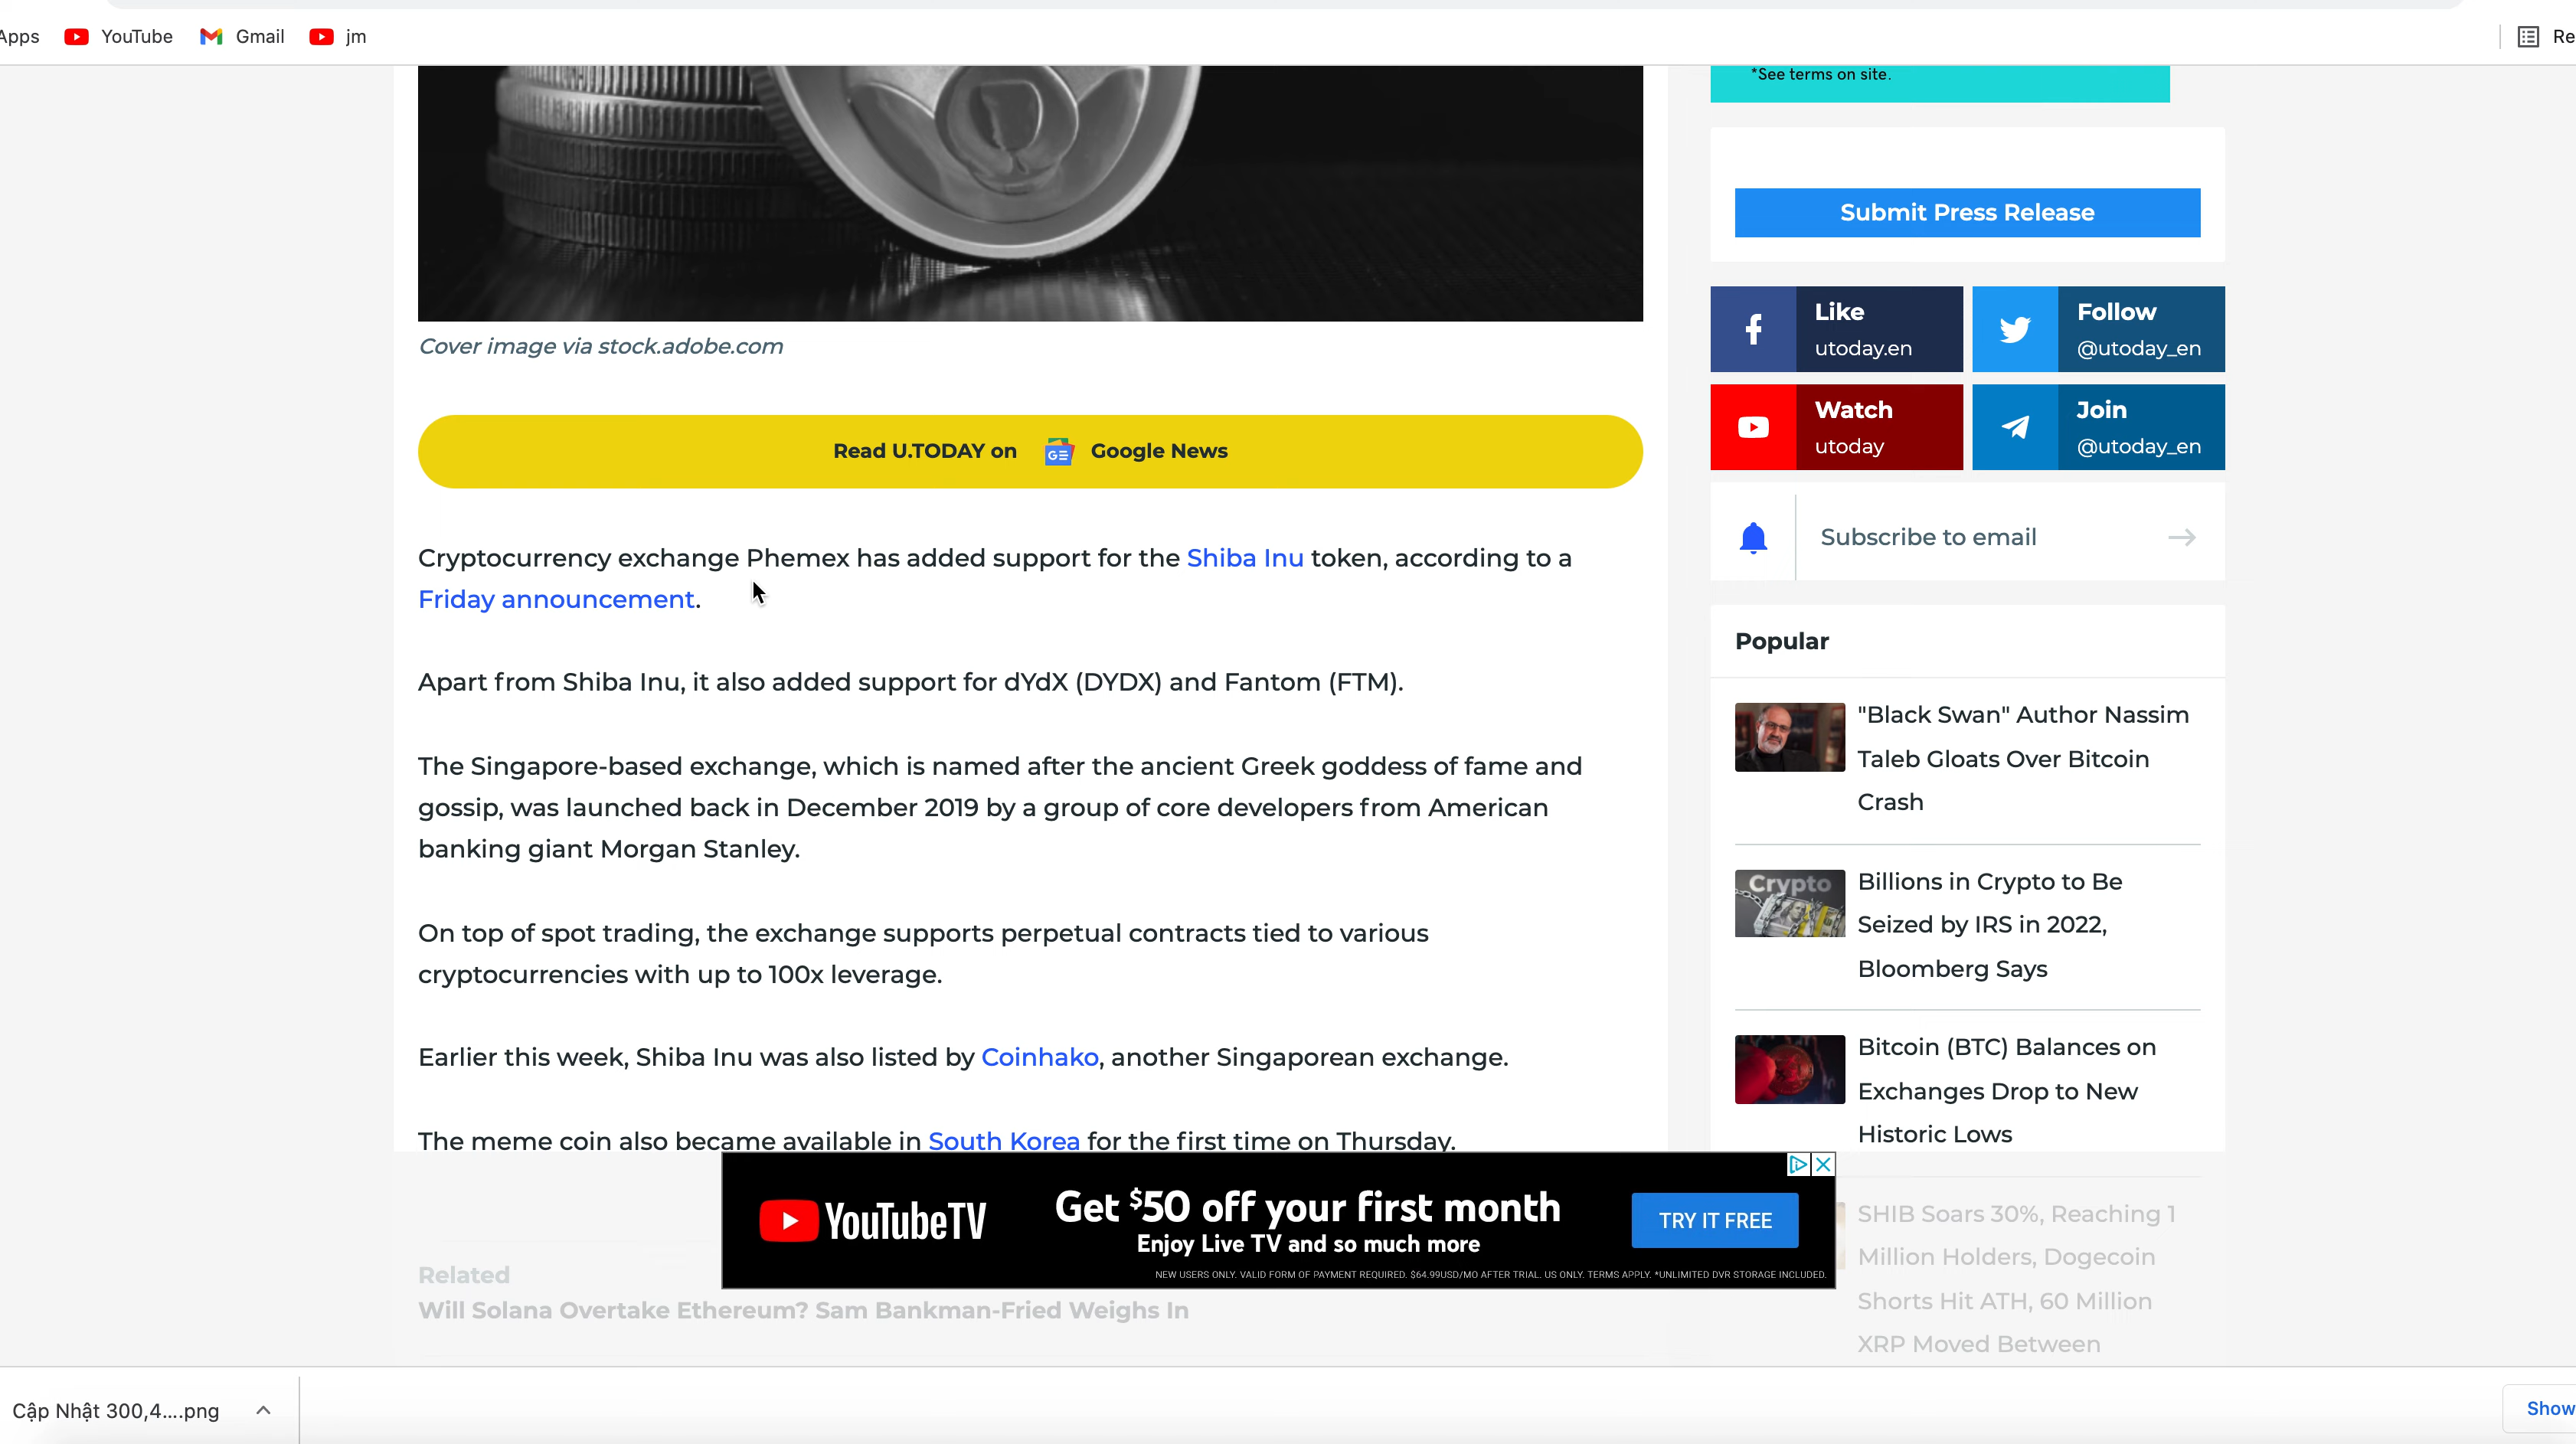 Apps
YouTube
Gmail
jm
Re
*See terms on site.
Submit Press Release
Like
utoday.en
Follow
@utoday_en
Watch
utoday
Join
@utoday_en
Subscribe to email
Cover image via stock.adobe.com
Read U.TODAY on Google News
Cryptocurrency exchange Phemex has added support for the Shiba Inu token, according to a
Friday announcement.
Apart from Shiba Inu, it also added support for dYdX (DYDX) and Fantom (FTM).
The Singapore-based exchange, which is named after the ancient Greek goddess of fame and
gossip, was launched back in December 2019 by a group of core developers from American
banking giant Morgan Stanley.
On top of spot trading, the exchange supports perpetual contracts tied to various
cryptocurrencies with up to 100x leverage.
Earlier this week, Shiba Inu was also listed by Coinhako, another Singaporean exchange.
The meme coin also became available in South Korea for the first time on Thursday.
Popular
"Black Swan" Author Nassim
Taleb Gloats Over Bitcoin
Crash
Crypto
Billions in Crypto to Be
Seized by IRS in 2022,
Bloomberg Says
Bitcoin (BTC) Balances on
Exchanges Drop to New
Historic Lows
SHIB Soars 30%, Reaching 1
Million Holders, Dogecoin
Shorts Hit ATH, 60 Million
XRP Moved Between
YouTubeTV
Get $50 off your first month
Enjoy Live TV and so much more
TRY IT FREE
NEW USERS ONLY. VALID FORM OF PAYMENT REQUIRED. $64.99USD/MO AFTER TRIAL. US ONLY. TERMS APPLY. *UNLIMITED DVR STORAGE INCLUDED.
Related
Will Solana Overtake Ethereum? Sam Bankman-Fried Weighs In
Cập Nhật 300,4....png
Show